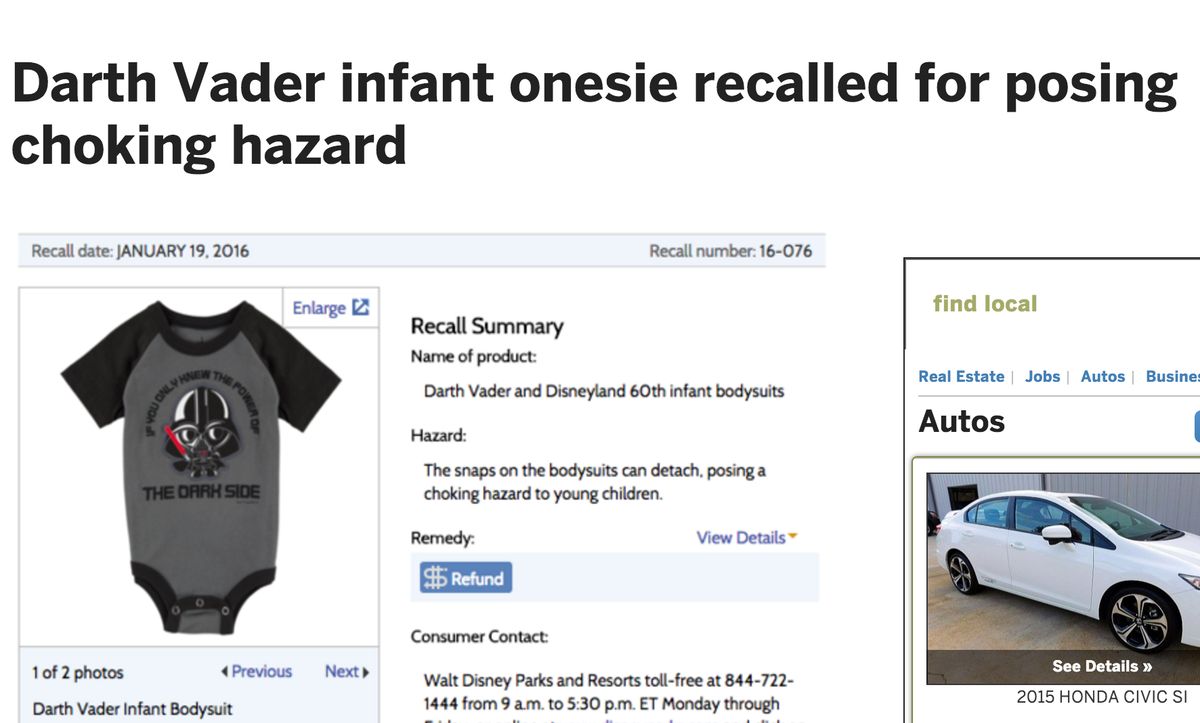 Darth Vader infant onesie recalled for posing
choking hazard
Recall date: JANUARY 19, 2016
Recall number: 16-076
Enlarge
IF YOU ONLY KNEW THE POWER OF
THE DARK SIDE
1 of 2 photos
Previous
Next
Darth Vader Infant Bodysuit
Recall Summary
Name of product:
Darth Vader and Disneyland 60th infant bodysuits
Hazard:
The snaps on the bodysuits can detach, posing a
choking hazard to young children.
Remedy:
View Details
Refund
Consumer Contact:
Walt Disney Parks and Resorts toll-free at 844-722-
1444 from 9 a.m. to 5:30 p.m. ET Monday through
find local
Real Estate | Jobs | Autos | Busines
Autos
See Details »
2015 HONDA CIVIC SI